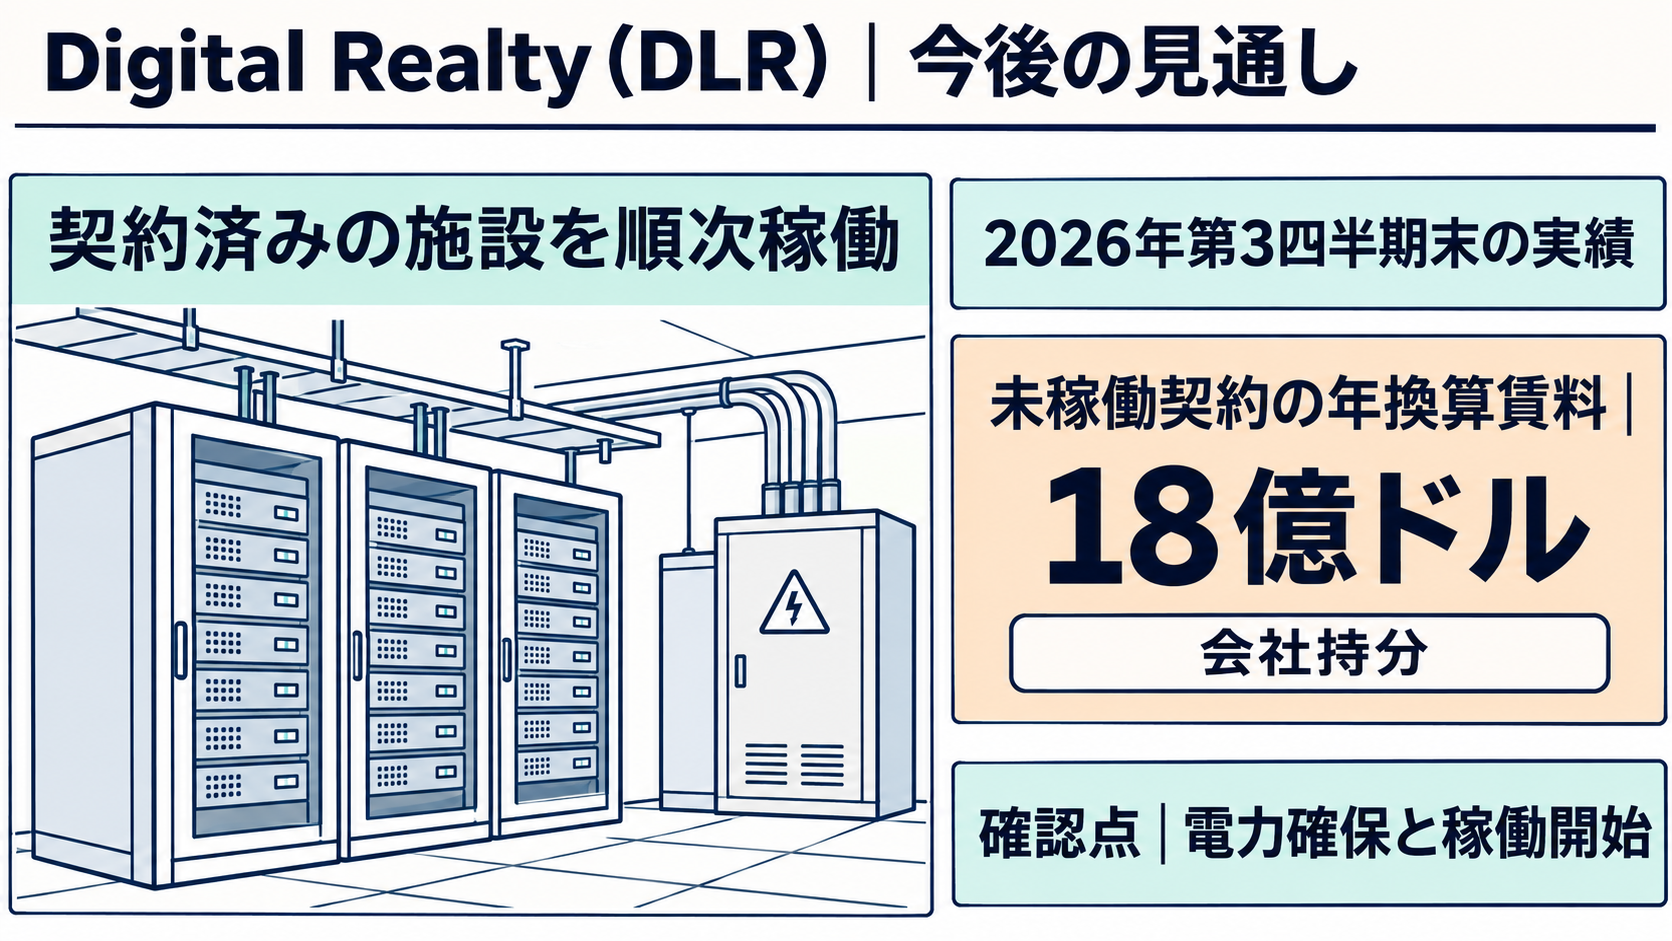 Digital Realty（DLR）｜今後の見通し
契約済みの施設を順次稼働
2026年第3四半期末の実績
未稼働契約の年換算賃料｜
18億ドル
会社持分
確認点｜電力確保と稼働開始